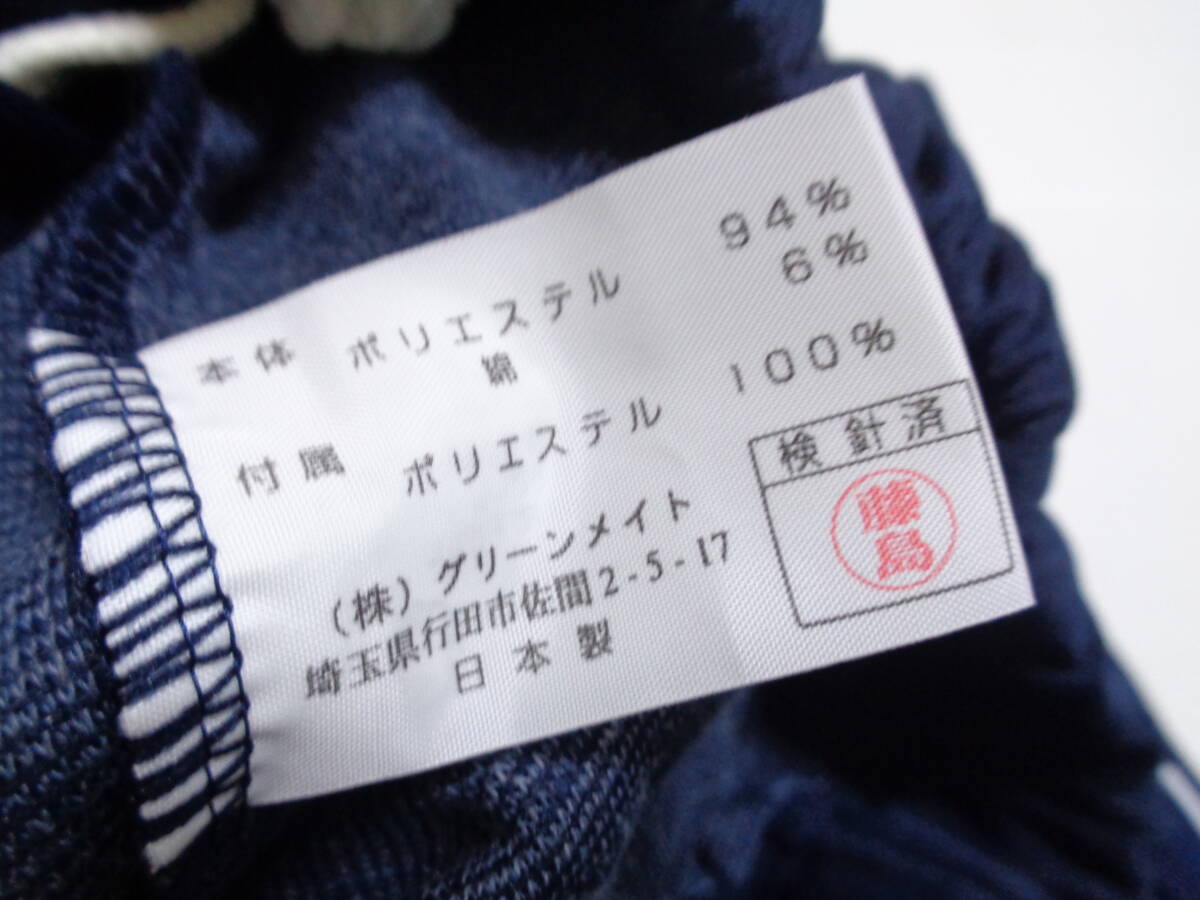 本体 ポリエステル 94%
綿 6%
付属 ポリエステル 100%
(株)グリーンメイト
埼玉県行田市佐間2-5-17
日本製
検針済
藤島